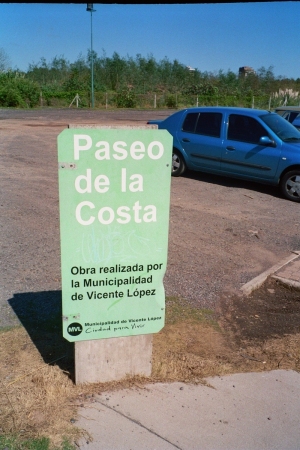 Paseo
de la
Costa
Obra realizada por
la Municipalidad
de Vicente López
MVL
Municipalidad de Vicente López
Ciudad para Vivir